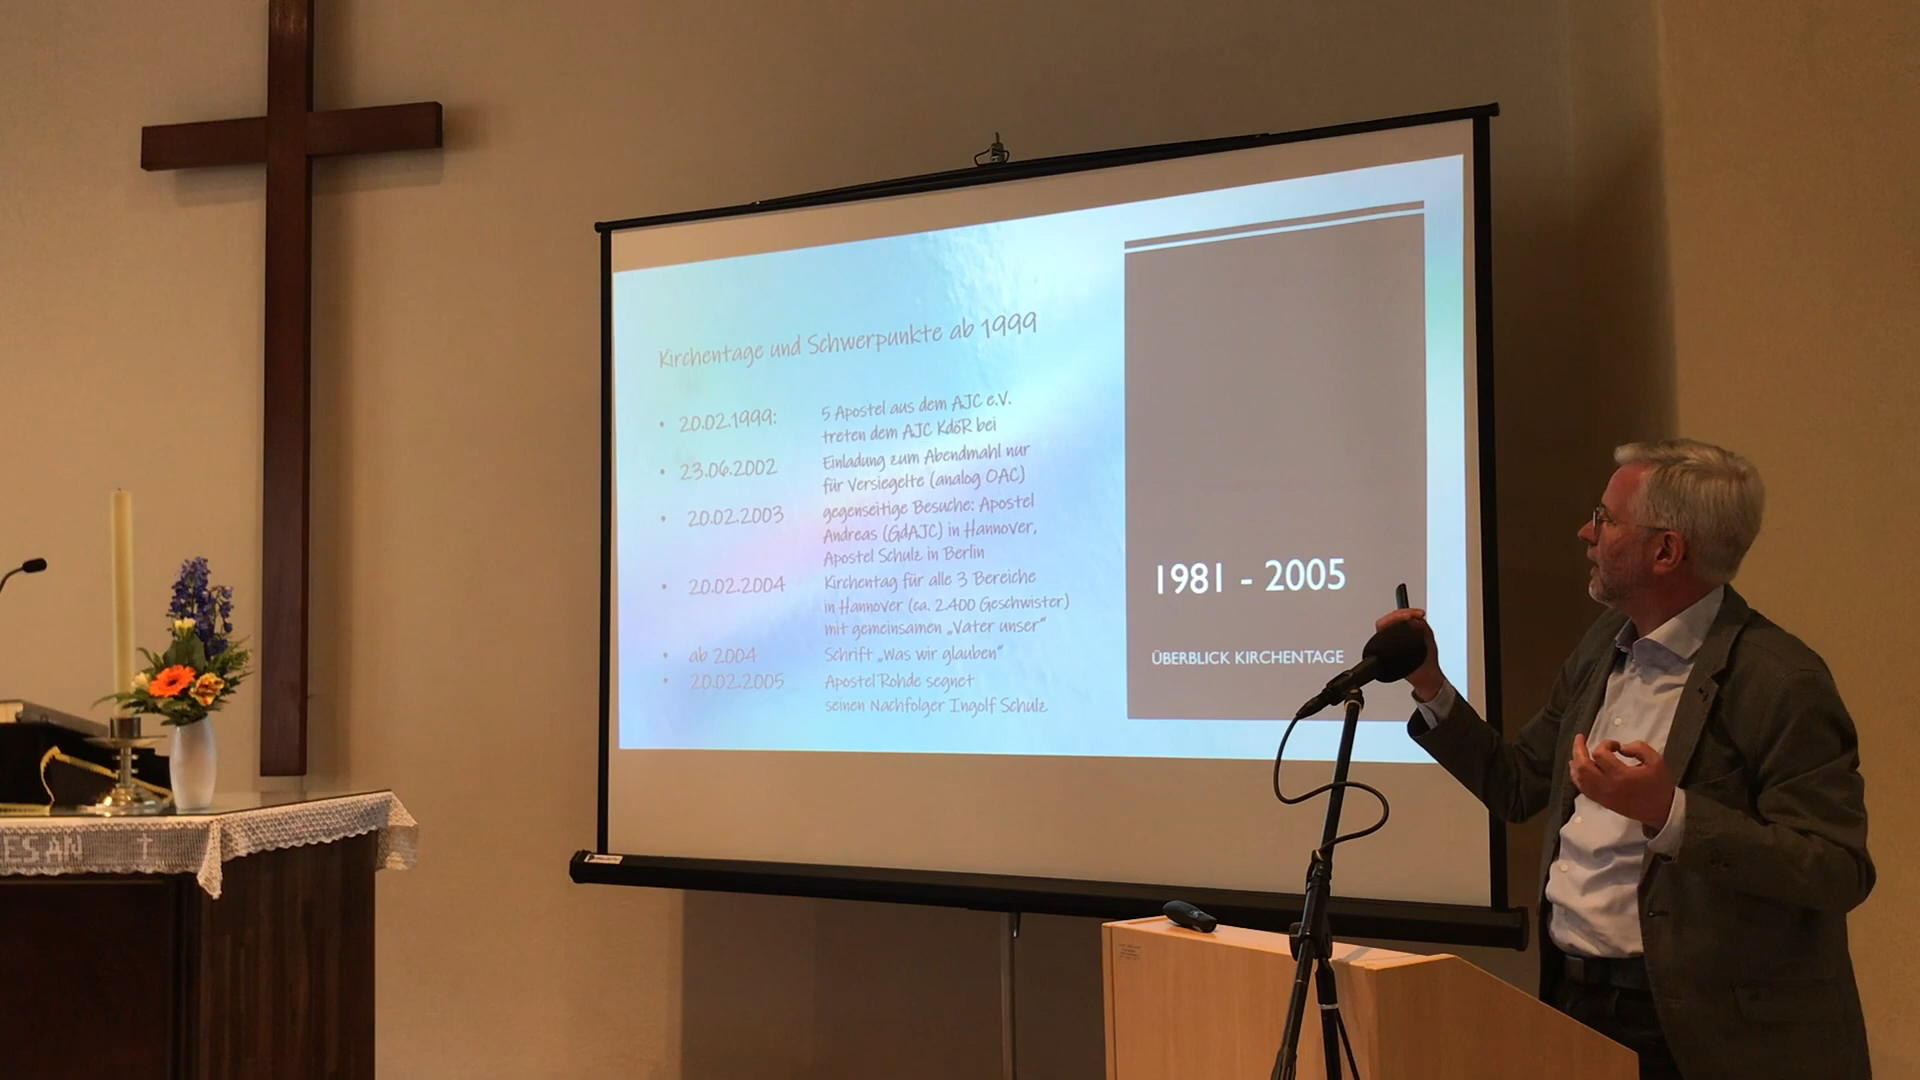 Kirchentage und Schwerpunkte ab 1999
• 20.02.1999: 5 Apostel aus dem AJC e.V.
treten dem AJC KdöR bei
• 23.06.2002 Einladung zum Abendmahl nur
für Versiegelte (analog OAC)
• 20.02.2003 gegenseitige Besuche: Apostel
Andreas (GdAJC) in Hannover,
Apostel Schulz in Berlin
• 20.02.2004 Kirchentag für alle 3 Bereiche
in Hannover (ca. 2.400 Geschwister)
mit gemeinsamen „Vater unser“
• ab 2004 Schrift „Was wir glauben“
• 20.02.2005 Apostel Rohde segnet
seinen Nachfolger Ingolf Schulz
1981 - 2005
ÜBERBLICK KIRCHENTAGE
ESAN